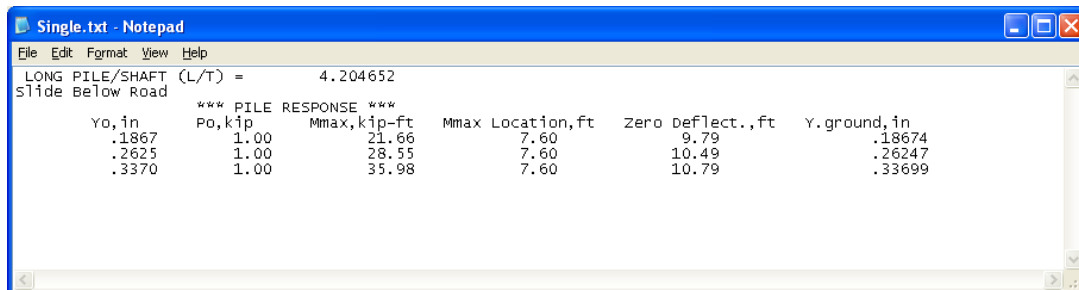 Single.txt - Notepad
File Edit Format View Help
LONG PILE/SHAFT (L/T) = 4.204652
Slide Below Road
*** PILE RESPONSE ***
Yo,in Po,kip Mmax,kip-ft Mmax Location,ft Zero Deflect.,ft Y.ground,in
.1867 1.00 21.66 7.60 9.79 .18674
.2625 1.00 28.55 7.60 10.49 .26247
.3370 1.00 35.98 7.60 10.79 .33699